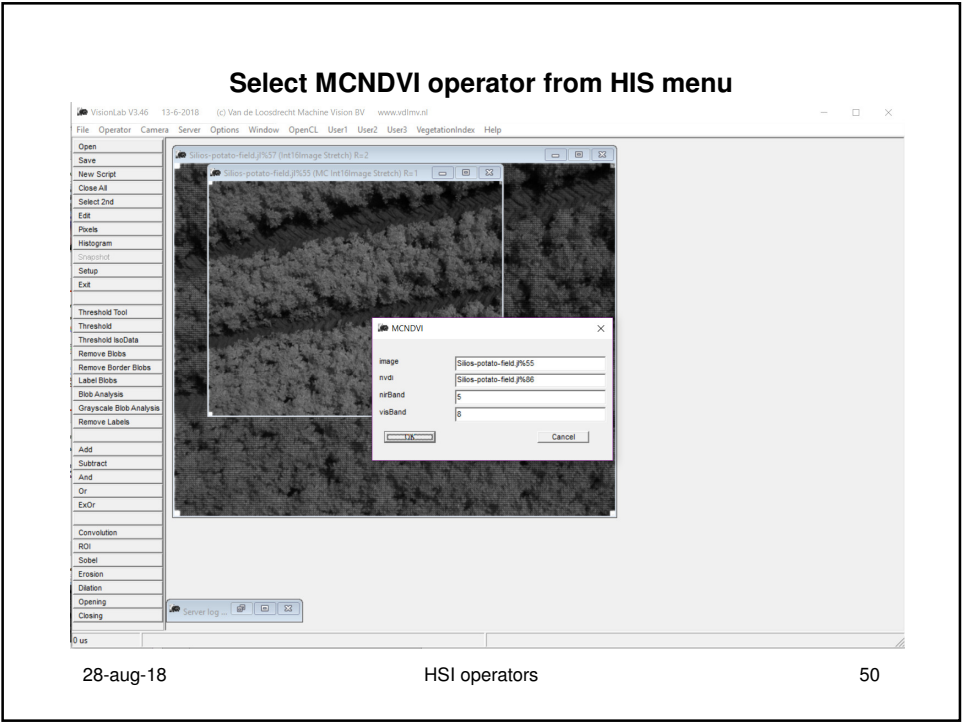 Select MCNDVI operator from HIS menu
VisionLab V3.46 13-6-2018 (c) Van de Loosdrecht Machine Vision BV www.vdlmv.nl
File Operator Camera Server Options Window OpenCL User1 User2 User3 VegetationIndex Help
Open
Save
New Script
Close All
Select 2nd
Edit
Pixels
Histogram
Snapshot
Setup
Exit
Threshold Tool
Threshold
Threshold IsoData
Remove Blobs
Remove Border Blobs
Label Blobs
Blob Analysis
Grayscale Blob Analysis
Remove Labels
Add
Subtract
And
Or
ExOr
Convolution
ROI
Sobel
Erosion
Dilation
Opening
Closing
Silios-potato-field.jl%57 (Int16Image Stretch) R=2
Silios-potato-field.jl%55 (MC Int16Image Stretch) R=1
MCNDVI
image Silios-potato-field.jl%55
nvdi Silios-potato-field.jl%86
nirBand 5
visBand 8
OK Cancel
Server log ...
0 us
28-aug-18 HSI operators 50